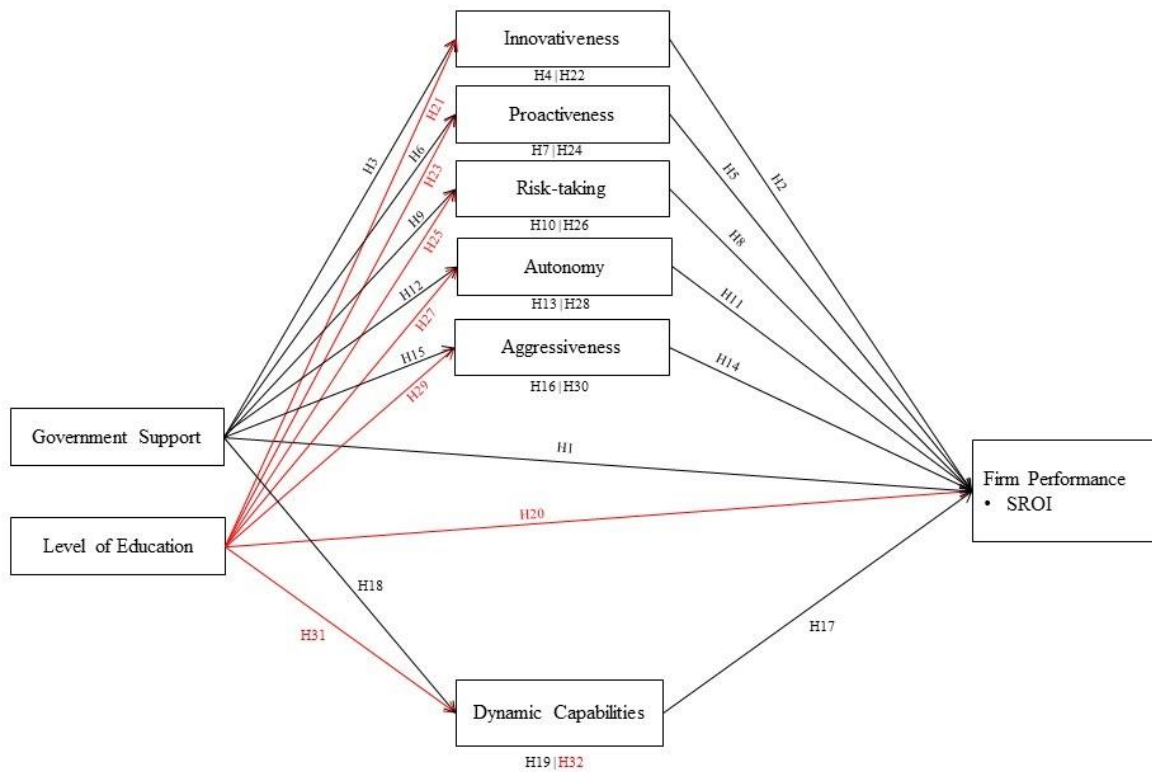 Innovativeness
H4|H22
Proactiveness
H7|H24
Risk-taking
H10|H26
Autonomy
H13|H28
Aggressiveness
H16|H30
H3
H21
H6
H23
H9
H25
H12
H27
H15
H29
H2
H5
H8
H11
H14
Government Support
H1
Level of Education
H20
Firm Performance
• SROI
H18
H31
H17
Dynamic Capabilities
H19|H32